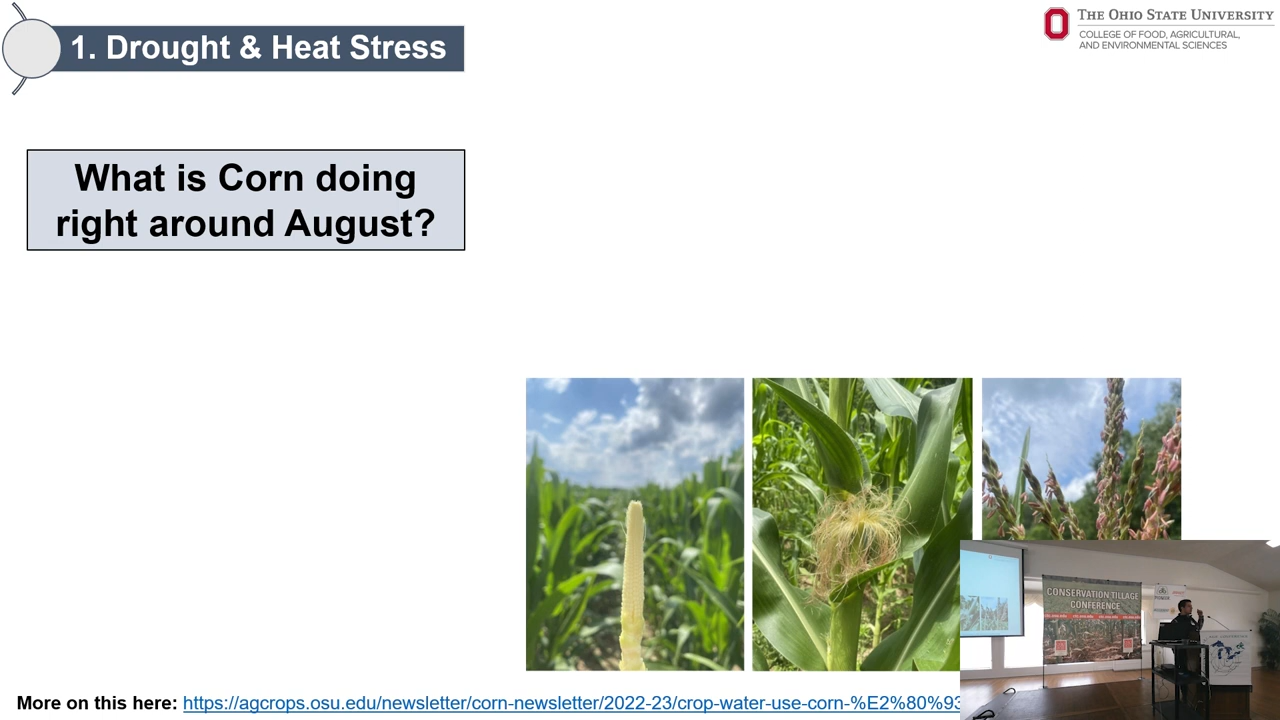 1. Drought & Heat Stress
THE OHIO STATE UNIVERSITY
COLLEGE OF FOOD, AGRICULTURAL,
AND ENVIRONMENTAL SCIENCES
What is Corn doing
right around August?
CONSERVATION TILLAGE
CONFERENCE
More on this here: https://agcrops.osu.edu/newsletter/corn-newsletter/2022-23/crop-water-use-corn-%E2%80%93